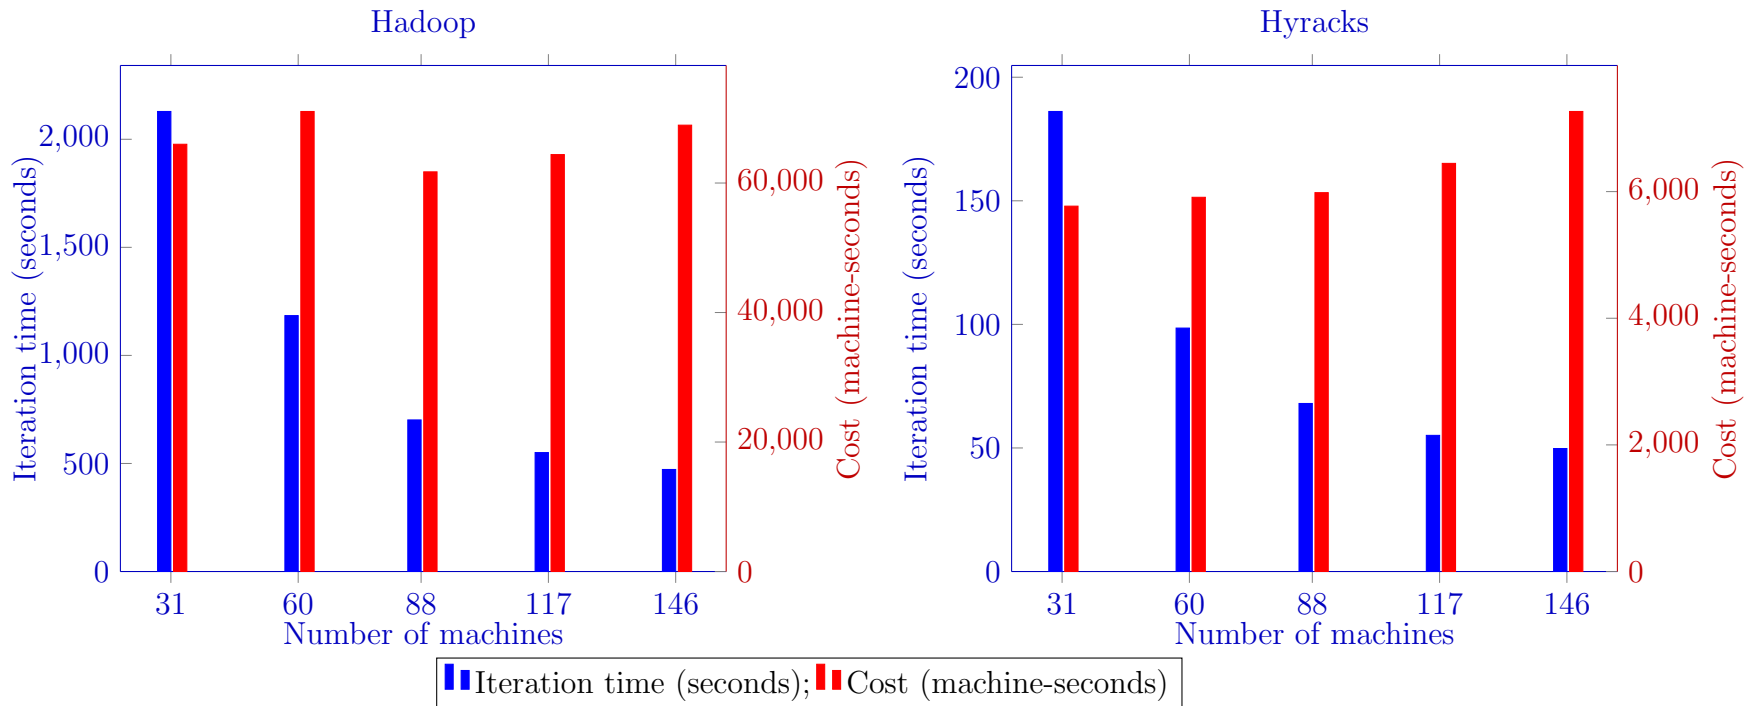 Hadoop
Iteration time (seconds)
2,000
1,500
1,000
500
0
60,000
40,000
20,000
0
Cost (machine-seconds)
31 60 88 117 146
Number of machines
Hyracks
Iteration time (seconds)
200
150
100
50
0
6,000
4,000
2,000
0
Cost (machine-seconds)
31 60 88 117 146
Number of machines
Iteration time (seconds); Cost (machine-seconds)